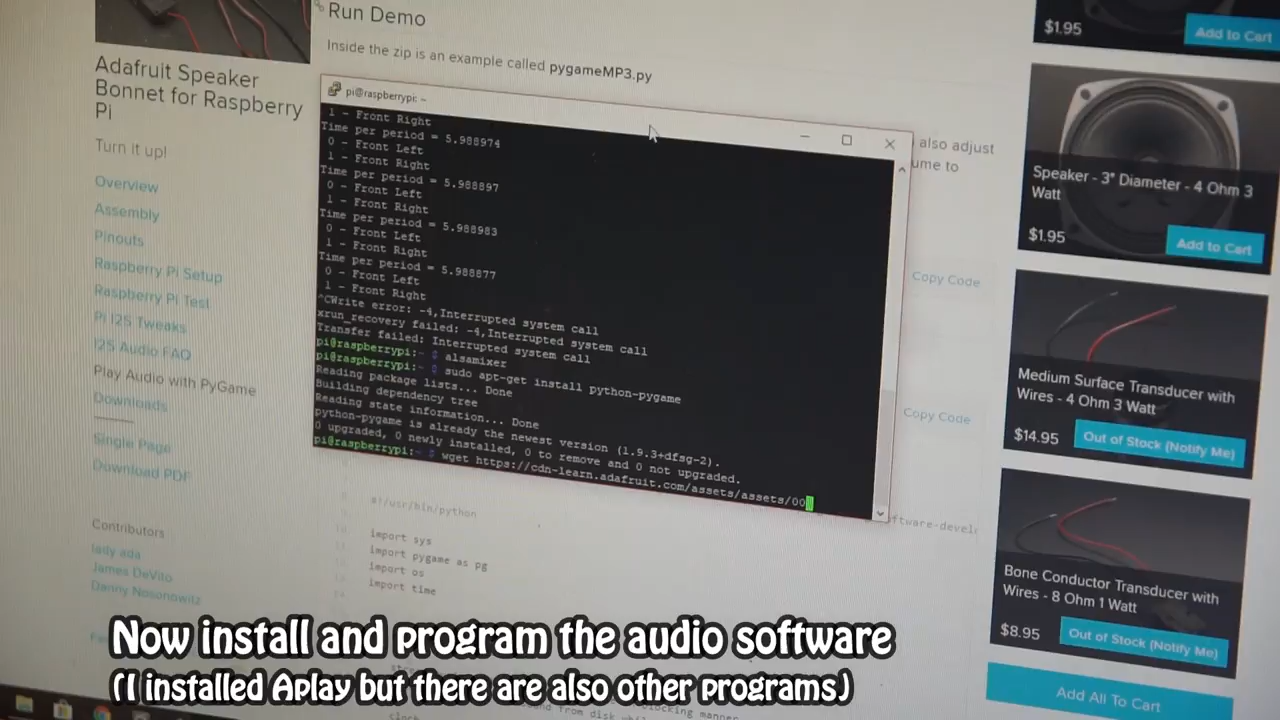 Run Demo
Inside the zip is an example called pygameMP3.py
Adafruit Speaker
Bonnet for Raspberry
Pi
Turn it up!
Overview
Assembly
Pinouts
Raspberry Pi Setup
Raspberry Pi Test
Pi I2S Tweaks
I2S Audio FAQ
Play Audio with PyGame
Downloads
Single Page
Download PDF
Contributors
lady ada
James DeVito
Danny Nosonowitz
pi@raspberrypi: ~
1 - Front Right
Time per period = 5.988974
0 - Front Left
1 - Front Right
Time per period = 5.988897
0 - Front Left
1 - Front Right
Time per period = 5.988983
0 - Front Left
1 - Front Right
Time per period = 5.988877
0 - Front Left
1 - Front Right
^CWrite error: -4,Interrupted system call
xrun_recovery failed: -4,Interrupted system call
Transfer failed: Interrupted system call
pi@raspberrypi:~ $ alsamixer
pi@raspberrypi:~ $ sudo apt-get install python-pygame
Reading package lists... Done
Building dependency tree
Reading state information... Done
python-pygame is already the newest version (1.9.3+dfsg-2).
0 upgraded, 0 newly installed, 0 to remove and 0 not upgraded.
pi@raspberrypi:~ $ wget https://cdn-learn.adafruit.com/assets/assets/00
also adjust
ume to
Copy Code
Copy Code
#!/usr/bin/python
import sys
import pygame as pg
import os
import time
$1.95
Add to Cart
Speaker - 3" Diameter - 4 Ohm 3
Watt
$1.95
Add to Cart
Medium Surface Transducer with
Wires - 4 Ohm 3 Watt
$14.95
Out of Stock (Notify Me)
Bone Conductor Transducer with
Wires - 8 Ohm 1 Watt
$8.95
Out of Stock (Notify Me)
Add All To Cart
Now install and program the audio software
(I installed Aplay but there are also other programs)